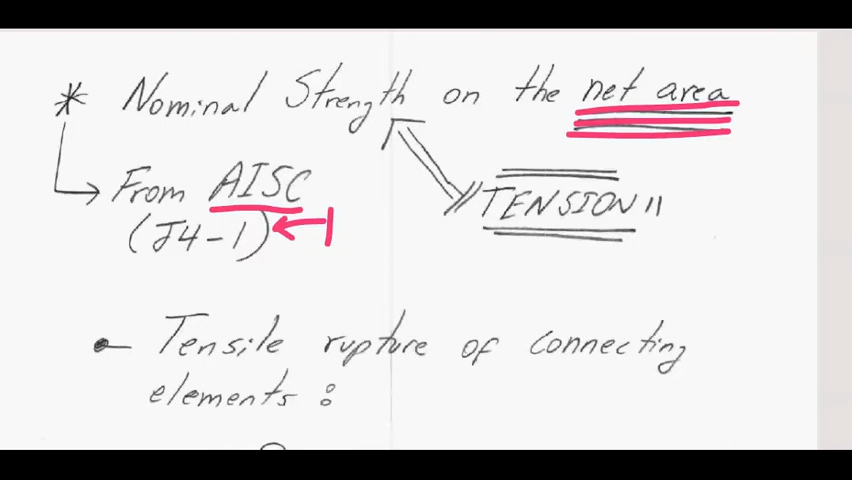 * Nominal Strength on the net area
From AISC "TENSION"
(J4-1)
Tensile rupture of connecting
elements :